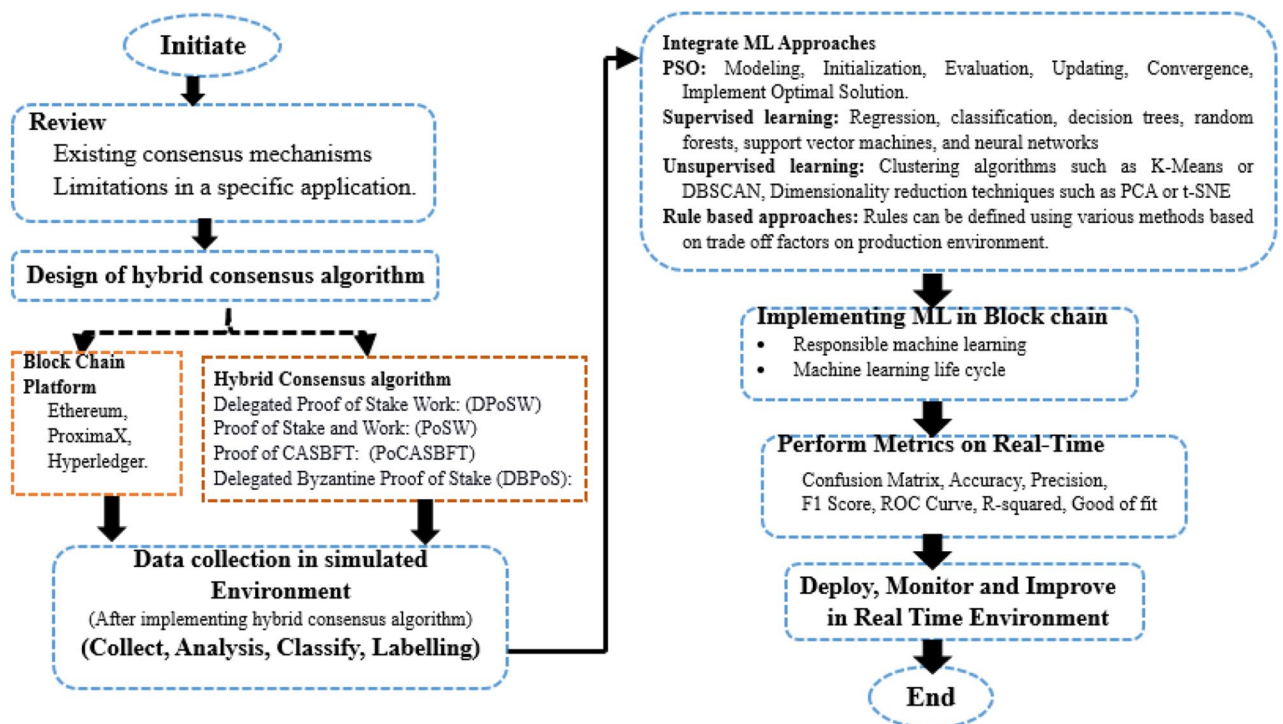 Initiate
Review
Existing consensus mechanisms
Limitations in a specific application.
Design of hybrid consensus algorithm
Block Chain
Platform
Ethereum,
ProximaX,
Hyperledger.
Hybrid Consensus algorithm
Delegated Proof of Stake Work: (DPoSW)
Proof of Stake and Work: (PoSW)
Proof of CASBFT: (PoCASBFT)
Delegated Byzantine Proof of Stake (DBPoS):
Data collection in simulated
Environment
(After implementing hybrid consensus algorithm)
(Collect, Analysis, Classify, Labelling)
Integrate ML Approaches
PSO: Modeling, Initialization, Evaluation, Updating, Convergence,
Implement Optimal Solution.
Supervised learning: Regression, classification, decision trees, random
forests, support vector machines, and neural networks
Unsupervised learning: Clustering algorithms such as K-Means or
DBSCAN, Dimensionality reduction techniques such as PCA or t-SNE
Rule based approaches: Rules can be defined using various methods based
on trade off factors on production environment.
Implementing ML in Block chain
• Responsible machine learning
• Machine learning life cycle
Perform Metrics on Real-Time
Confusion Matrix, Accuracy, Precision,
F1 Score, ROC Curve, R-squared, Good of fit
Deploy, Monitor and Improve
in Real Time Environment
End